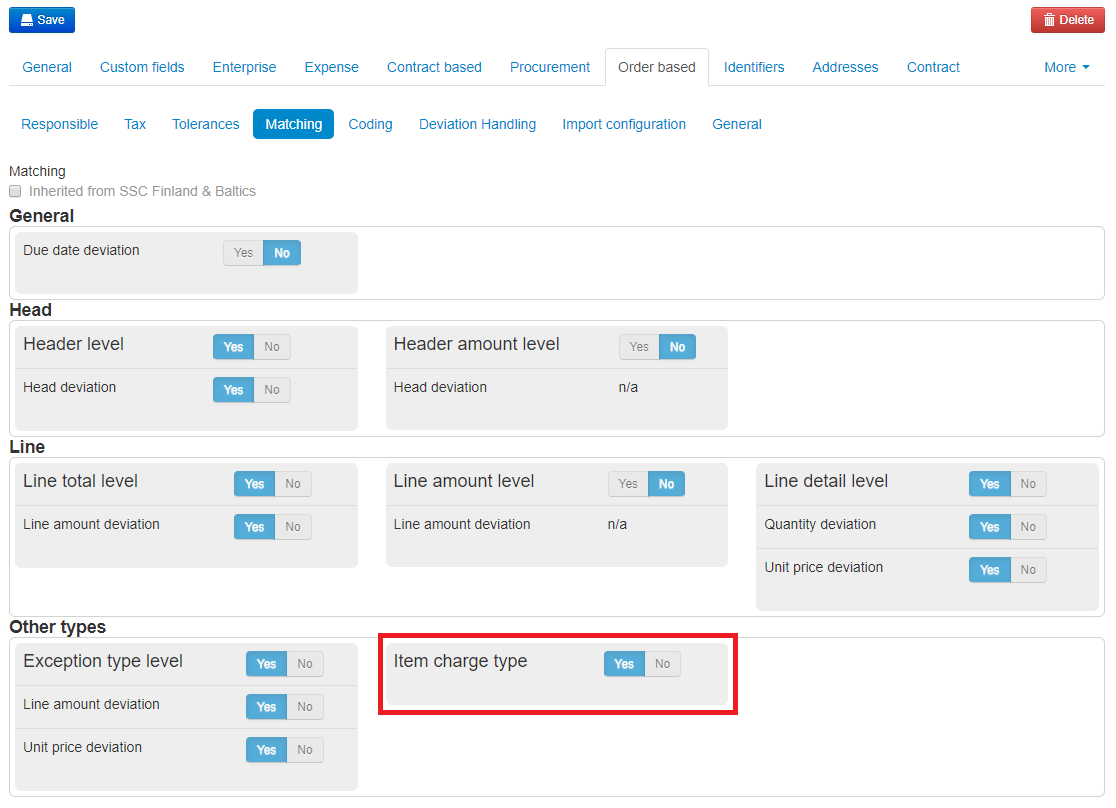 Save Delete
General Custom fields Enterprise Expense Contract based Procurement Order based Identifiers Addresses Contract More
Responsible Tax Tolerances Matching Coding Deviation Handling Import configuration General
Matching
Inherited from SSC Finland & Baltics
General
Due date deviation Yes No
Head
Header level Yes No Header amount level Yes No
Head deviation Yes No Head deviation n/a
Line
Line total level Yes No Line amount level Yes No Line detail level Yes No
Line amount deviation Yes No Line amount deviation n/a Quantity deviation Yes No
Unit price deviation Yes No
Other types
Exception type level Yes No Item charge type Yes No
Line amount deviation Yes No
Unit price deviation Yes No